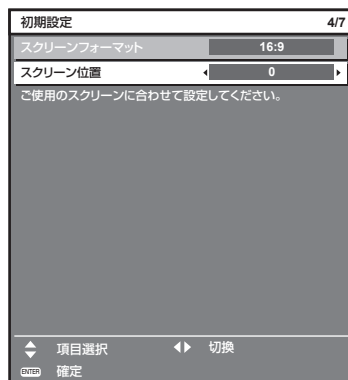 初期設定 4/7
スクリーンフォーマット 16:9
スクリーン位置 0
ご使用のスクリーンに合わせて設定してください。
項目選択 切換
ENTER 確定